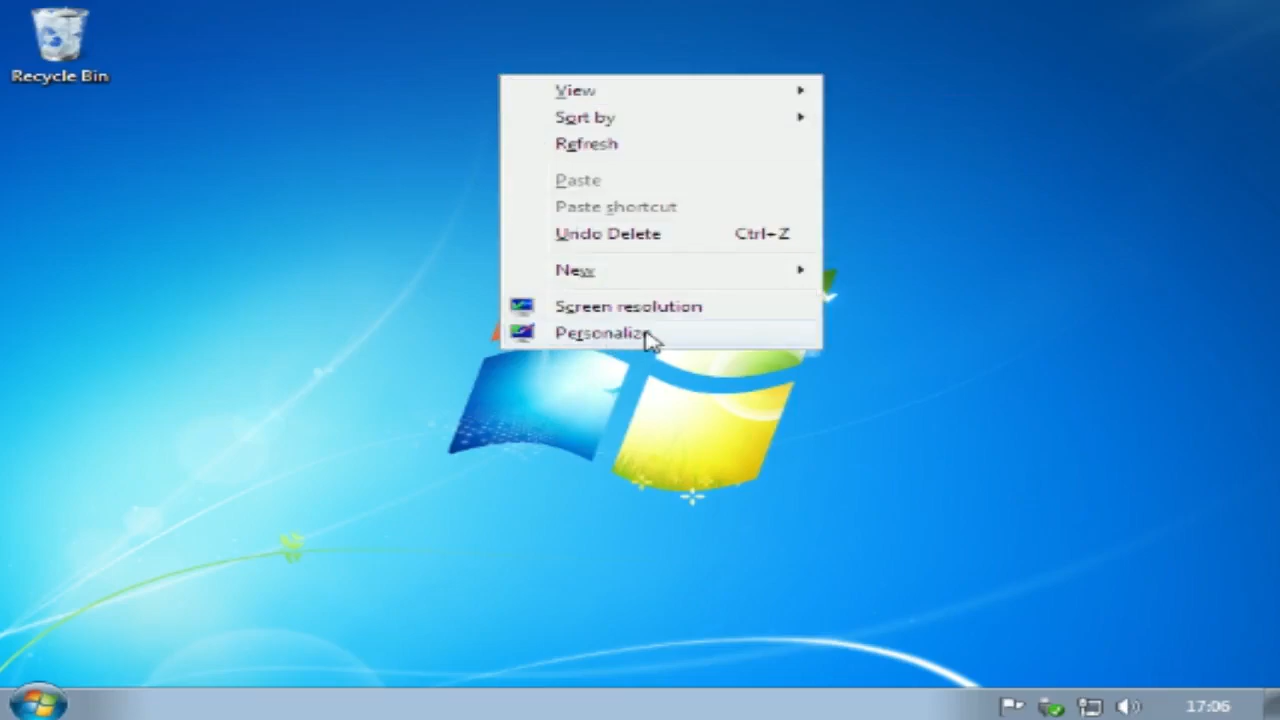 Recycle Bin
View
Sort by
Refresh
Paste
Paste shortcut
Undo Delete Ctrl+Z
New
Screen resolution
Personalize
17:06